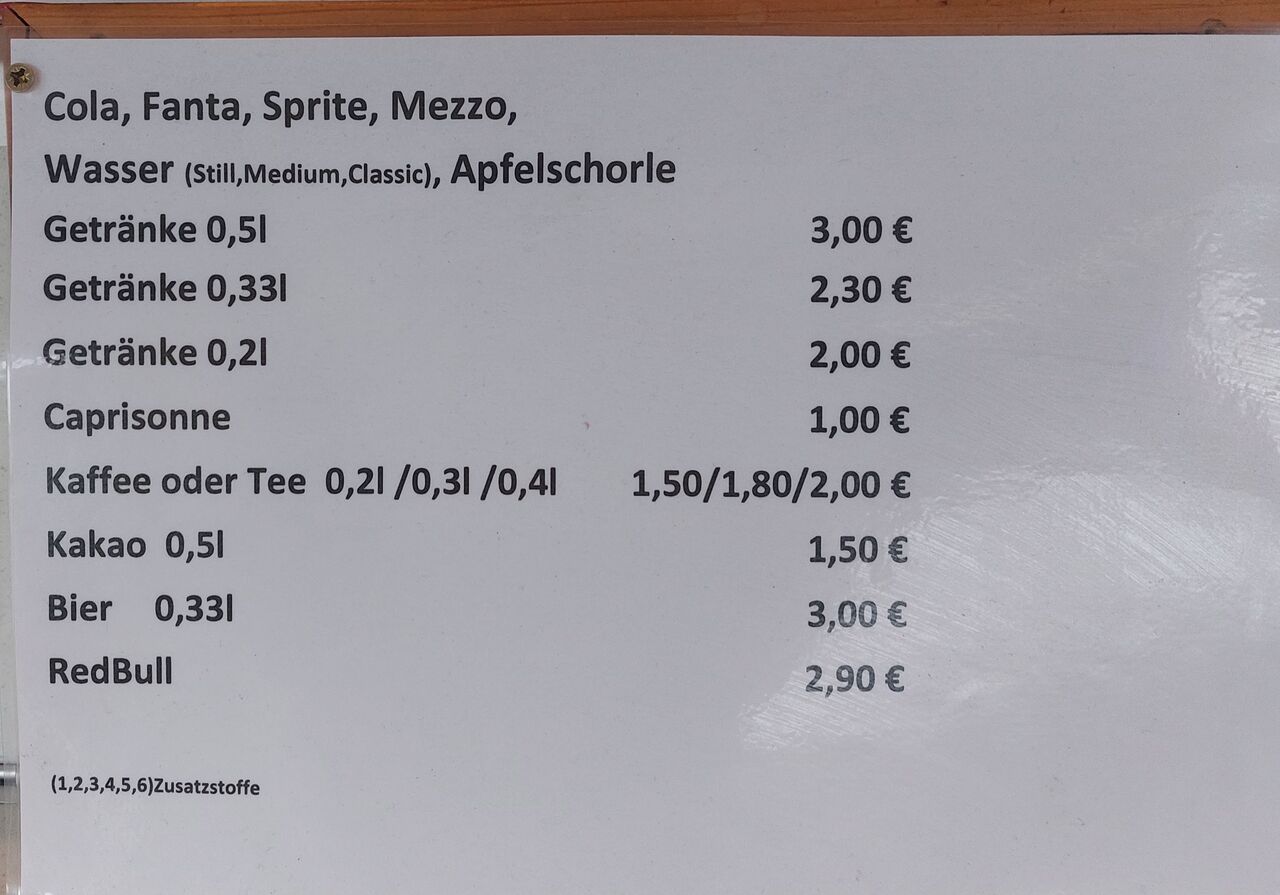 Cola, Fanta, Sprite, Mezzo,
Wasser (Still,Medium,Classic), Apfelschorle
Getränke 0,5l 3,00 €
Getränke 0,33l 2,30 €
Getränke 0,2l 2,00 €
Caprisonne 1,00 €
Kaffee oder Tee 0,2l /0,3l /0,4l 1,50/1,80/2,00 €
Kakao 0,5l 1,50 €
Bier 0,33l 3,00 €
RedBull 2,90 €
(1,2,3,4,5,6)Zusatzstoffe